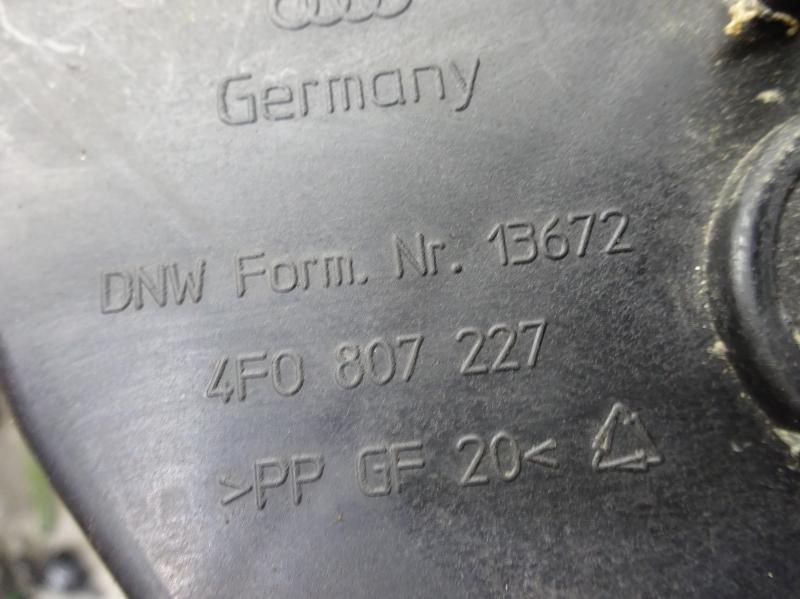 Germany
DNW Form. Nr. 13672
4F0 807 227
>PP GF 20<